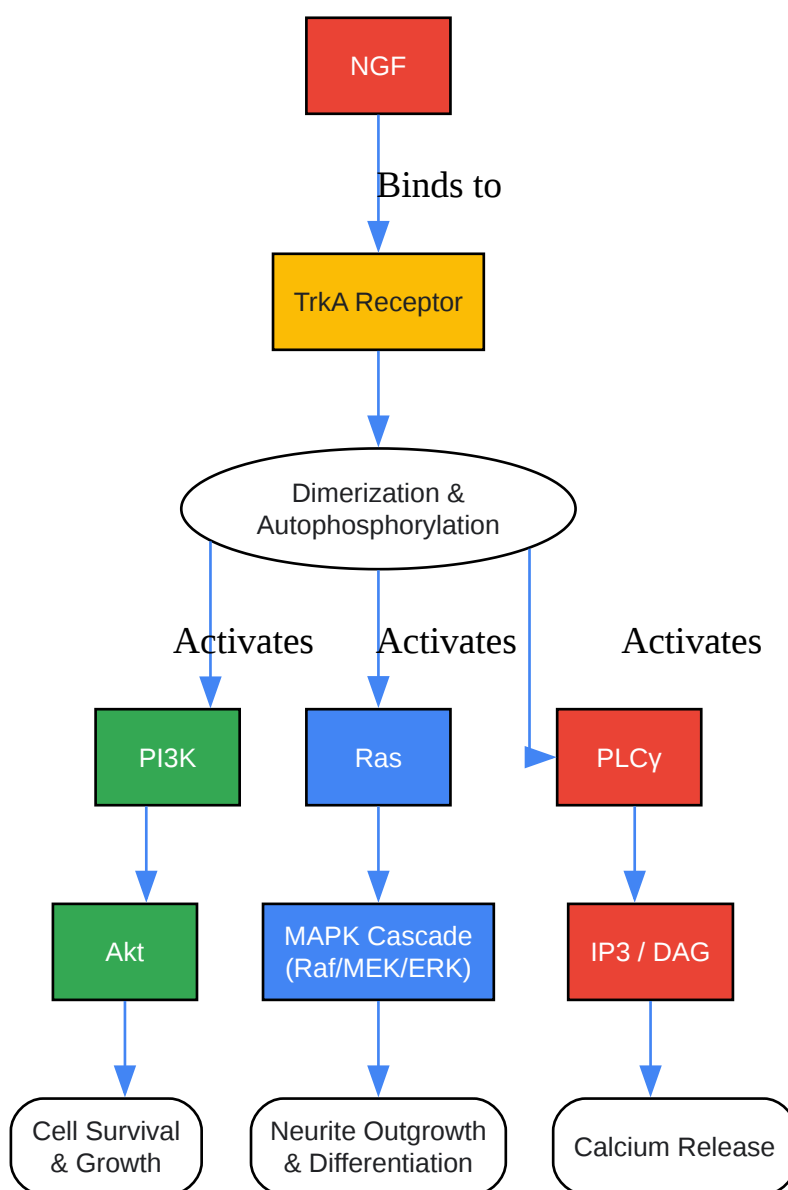 NGF
Binds to
TrkA Receptor
Dimerization &
Autophosphorylation
Activates
Activates
Activates
PI3K
Ras
PLCγ
Akt
MAPK Cascade
(Raf/MEK/ERK)
IP3 / DAG
Cell Survival
& Growth
Neurite Outgrowth
& Differentiation
Calcium Release